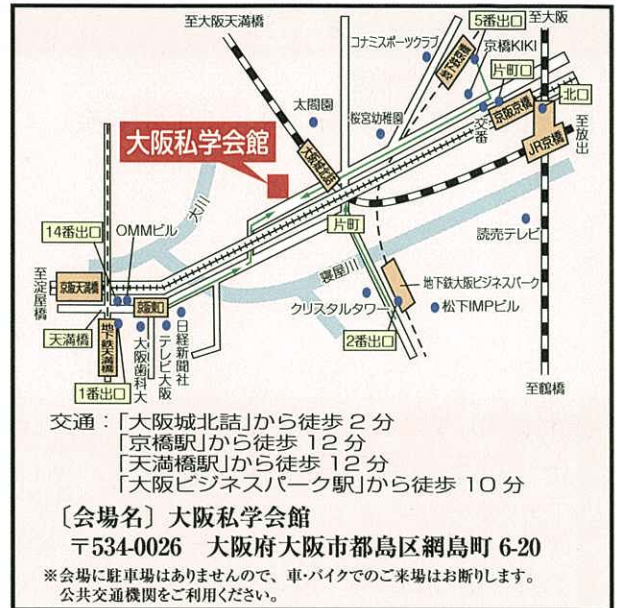 至大阪天満橋
コナミスポーツクラブ
5番出口
至大阪
京橋KIKI
片町口
北口
太閤園
桜宮幼稚園
交番
京阪京橋
JR京橋
至放出
大阪私学会館
大阪城北詰
大川
片町
読売テレビ
14番出口
OMMビル
寝屋川
地下鉄大阪ビジネスパーク
至淀屋橋
京阪天満橋
京阪東口
クリスタルタワー
松下IMPビル
天満橋
地下鉄天満橋
大阪歯科大
テレビ大阪
日経新聞社
2番出口
1番出口
至鶴橋
交通：「大阪城北詰」から徒歩 2 分
「京橋駅」から徒歩 12 分
「天満橋駅」から徒歩 12 分
「大阪ビジネスパーク駅」から徒歩 10 分
〔会場名〕大阪私学会館
〒534-0026　大阪府大阪市都島区網島町 6-20
※会場に駐車場はありませんので、車・バイクでのご来場はお断りします。
公共交通機関をご利用ください。